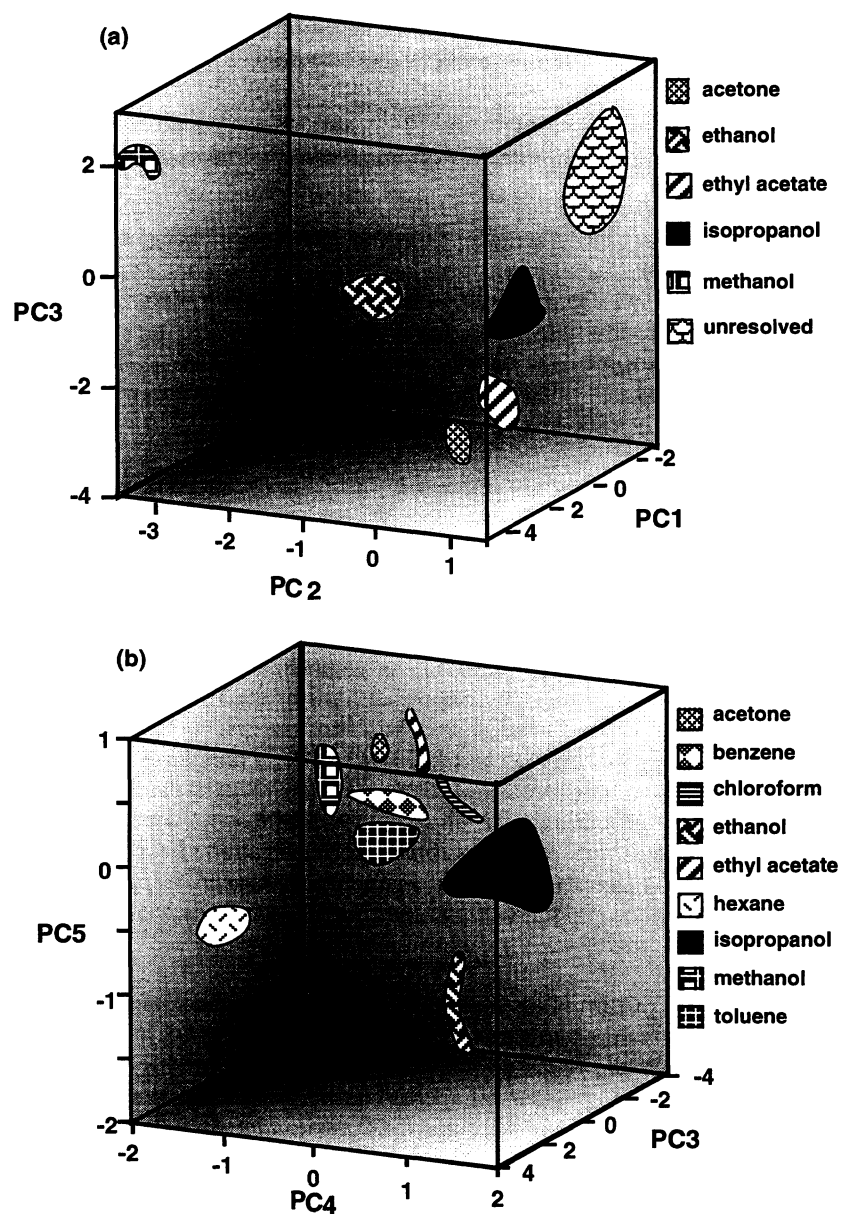 (a)
acetone
ethanol
ethyl acetate
isopropanol
methanol
unresolved
2
0
PC3
-2
-4
-3
-2
-1
0
1
PC 2
4
2
0
-2
PC1
(b)
acetone
benzene
chloroform
ethanol
ethyl acetate
hexane
isopropanol
methanol
toluene
1
0
PC5
-1
-2
-2
-1
0
1
2
PC4
4
2
0
-2
-4
PC3